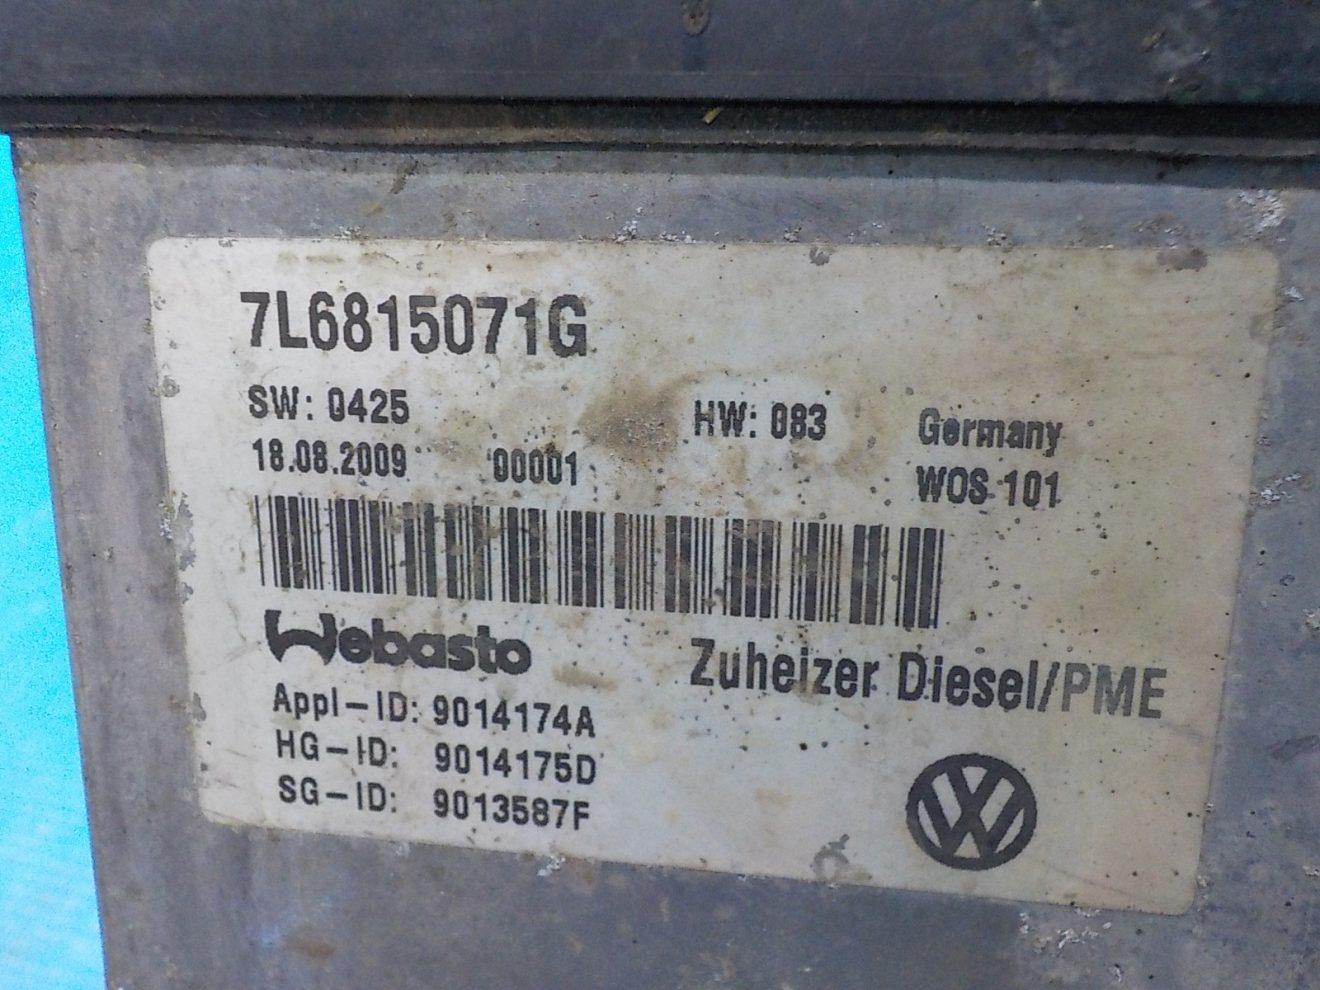 7L6815071G
SW: 0425 HW: 083 Germany
18.08.2009 00001 WOS 101
Webasto Zuheizer Diesel/PME
Appl-ID: 9014174A
HG-ID: 9014175D
SG-ID: 9013587F
VW